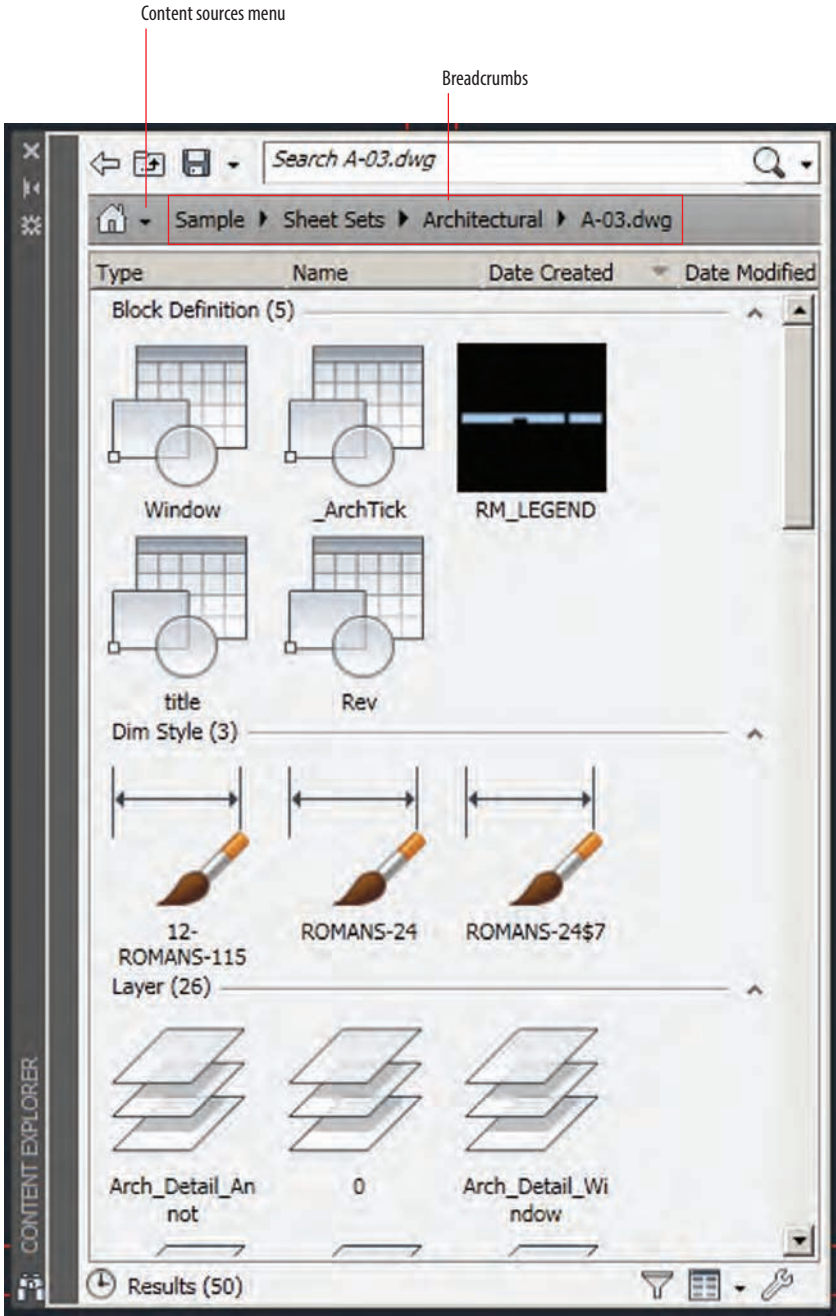 Content sources menu
Breadcrumbs
Search A-03.dwg
Sample Sheet Sets Architectural A-03.dwg
Type Name Date Created Date Modified
Block Definition (5)
Window _ArchTick RM_LEGEND
title Rev
Dim Style (3)
12-
ROMANS-115 ROMANS-24 ROMANS-24$7
Layer (26)
Arch_Detail_An
not 0 Arch_Detail_Wi
ndow
CONTENT EXPLORER
Results (50)